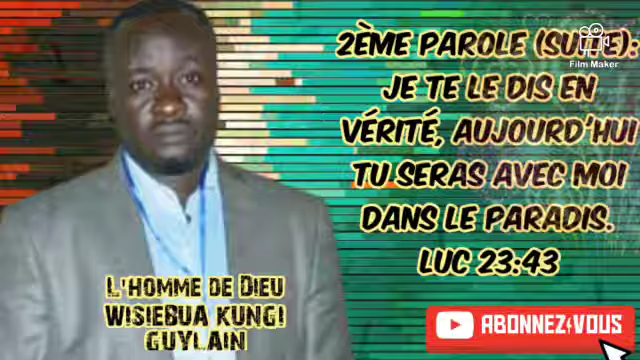 2ÈME PAROLE (SUITE):
JE TE LE DIS EN
VÉRITÉ, AUJOURD'HUI
TU SERAS AVEC MOI
DANS LE PARADIS.
LUC 23:43
Film Maker
L'HOMME DE DIEU
WISIEBUA KUNGI
GUYLAIN
ABONNEZ-VOUS